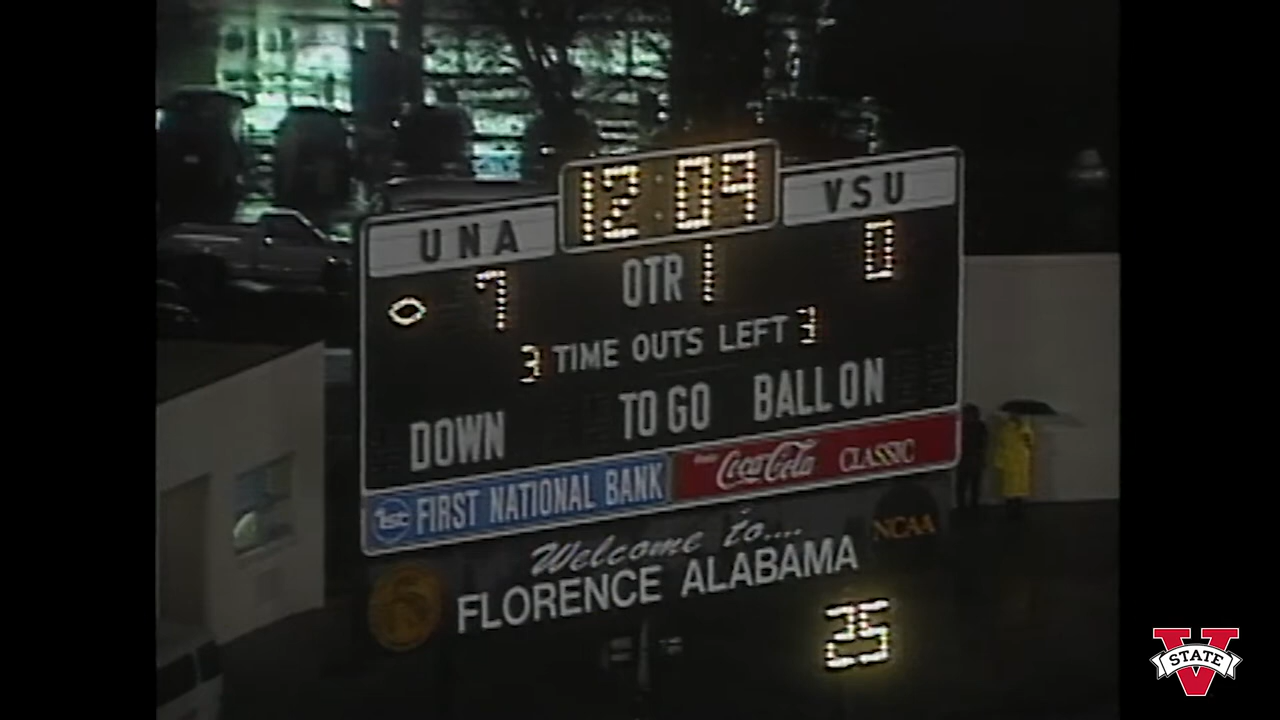 12:09
UNA
VSU
7
QTR 1
0
3 TIME OUTS LEFT 3
DOWN
TO GO
BALL ON
1st FIRST NATIONAL BANK
Coca-Cola CLASSIC
Welcome to....
NCAA
FLORENCE ALABAMA
25
V STATE